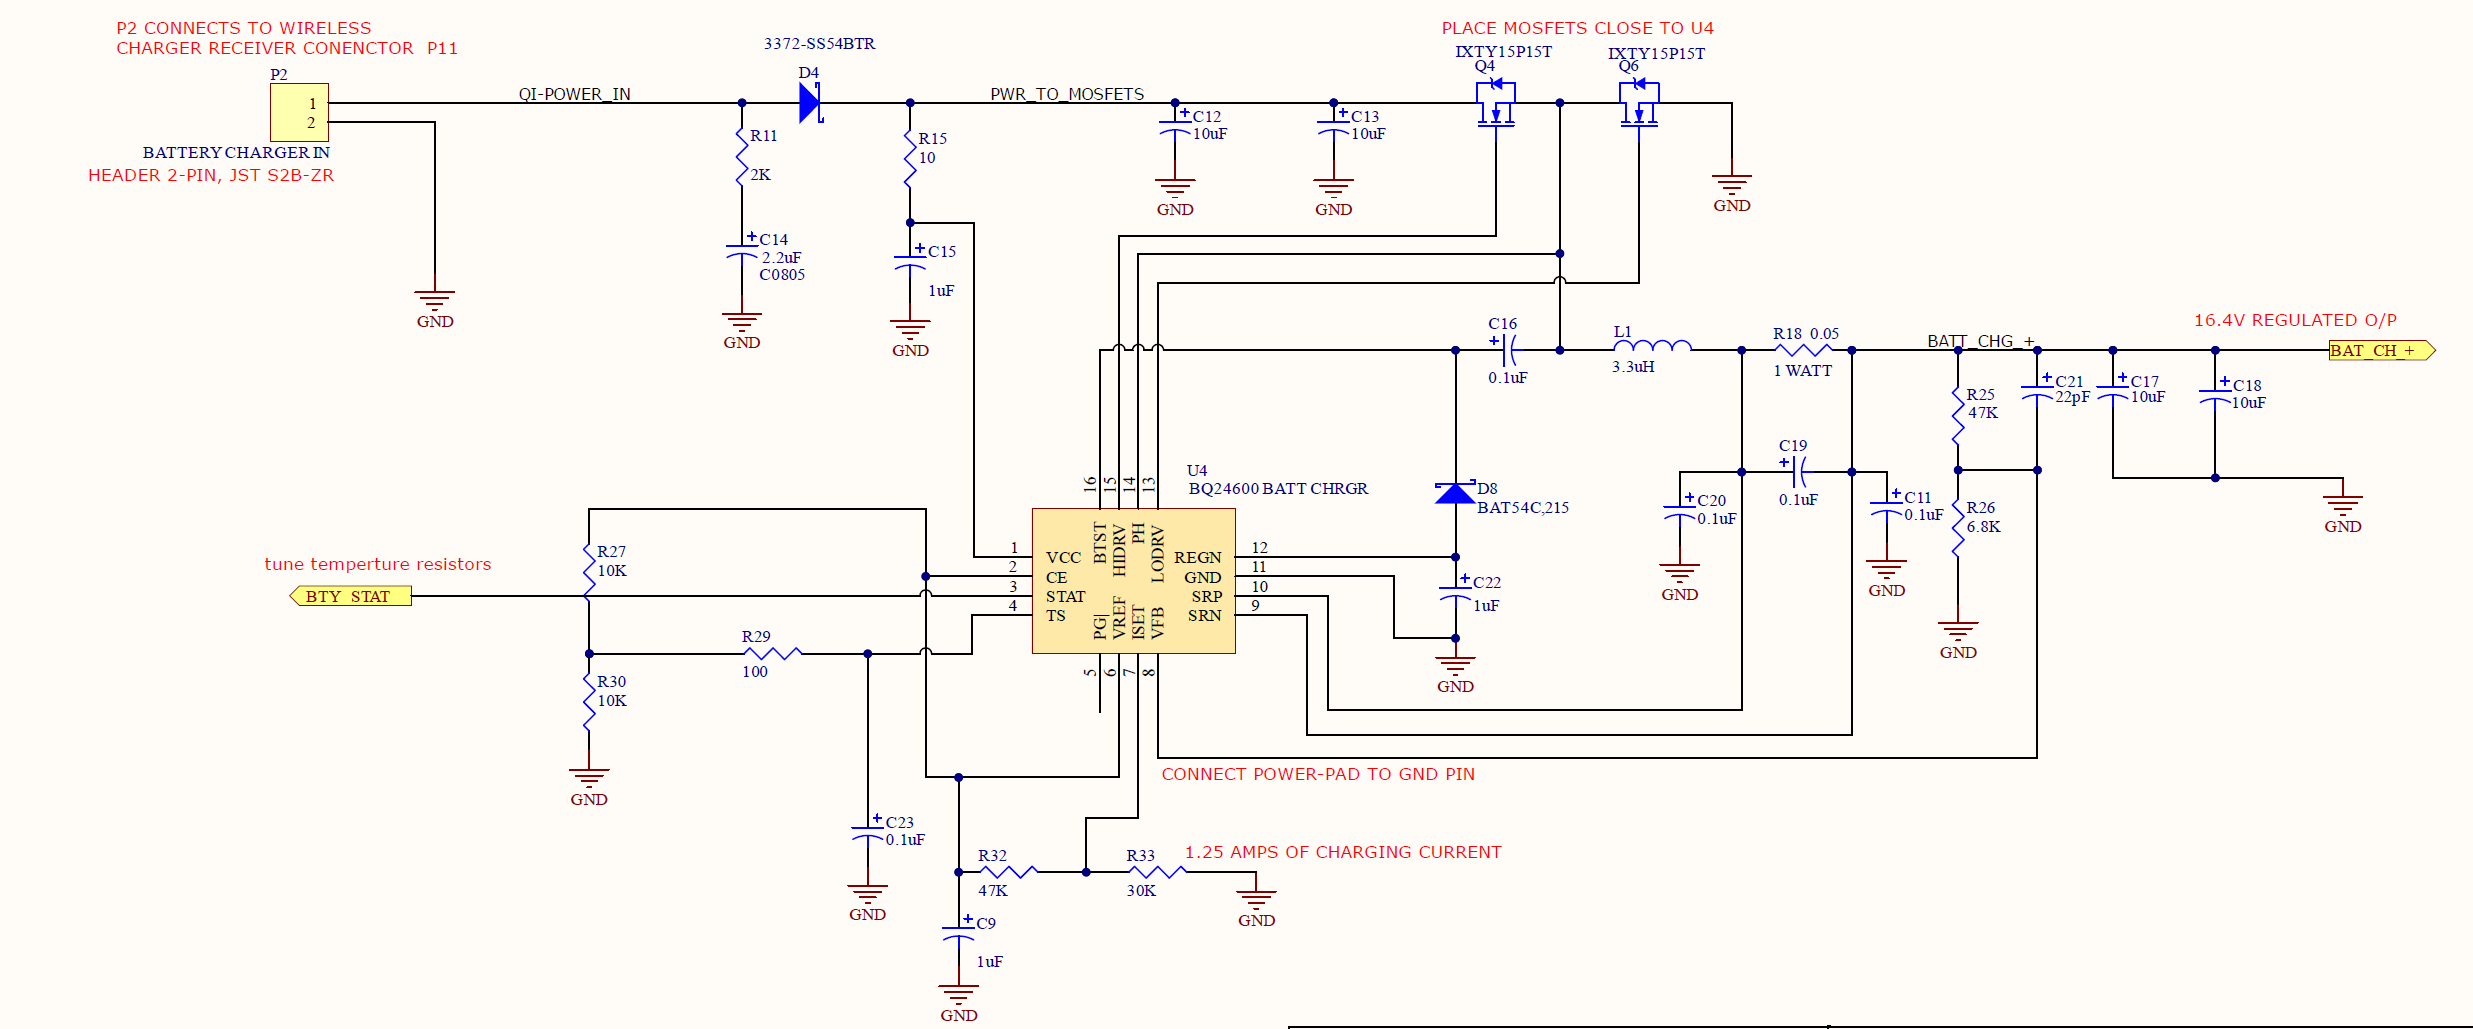 P2 CONNECTS TO WIRELESS
CHARGER RECEIVER CONENCTOR P11
P2
1
2
BATTERY CHARGER IN
HEADER 2-PIN, JST S2B-ZR
GND
QI-POWER_IN
3372-SS54BTR
D4
R11
2K
C14
2.2uF
C0805
GND
R15
10
C15
1uF
GND
PWR_TO_MOSFETS
C12
10uF
GND
C13
10uF
GND
PLACE MOSFETS CLOSE TO U4
IXTY15P15T
Q4
IXTY15P15T
Q6
GND
C16
0.1uF
L1
3.3uH
R18 0.05
1 WATT
BATT_CHG_+
16.4V REGULATED O/P
BAT_CH_+
R25
47K
C21
22pF
C17
10uF
C18
10uF
GND
C19
0.1uF
C20
0.1uF
GND
C11
0.1uF
GND
R26
6.8K
GND
U4
BQ24600 BATT CHRGR
D8
BAT54C,215
16
15
14
13
BTST
HIDRV
PH
LODRV
1
VCC
2
CE
3
STAT
4
TS
REGN
12
GND
11
SRP
10
SRN
9
PG|
VREF
ISET
VFB
5
6
7
8
C22
1uF
GND
R27
10K
tune temperture resistors
BTY_STAT
R29
100
R30
10K
GND
C23
0.1uF
GND
CONNECT POWER-PAD TO GND PIN
R32
47K
R33
30K
1.25 AMPS OF CHARGING CURRENT
GND
C9
1uF
GND